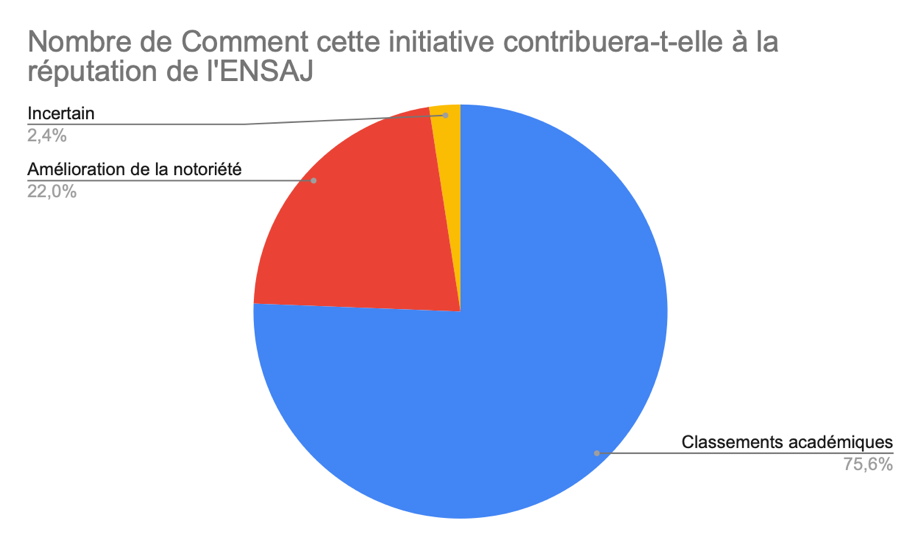 Nombre de Comment cette initiative contribuera-t-elle à la
réputation de l'ENSAJ
Incertain
2,4%
Amélioration de la notoriété
22,0%
Classements académiques
75,6%